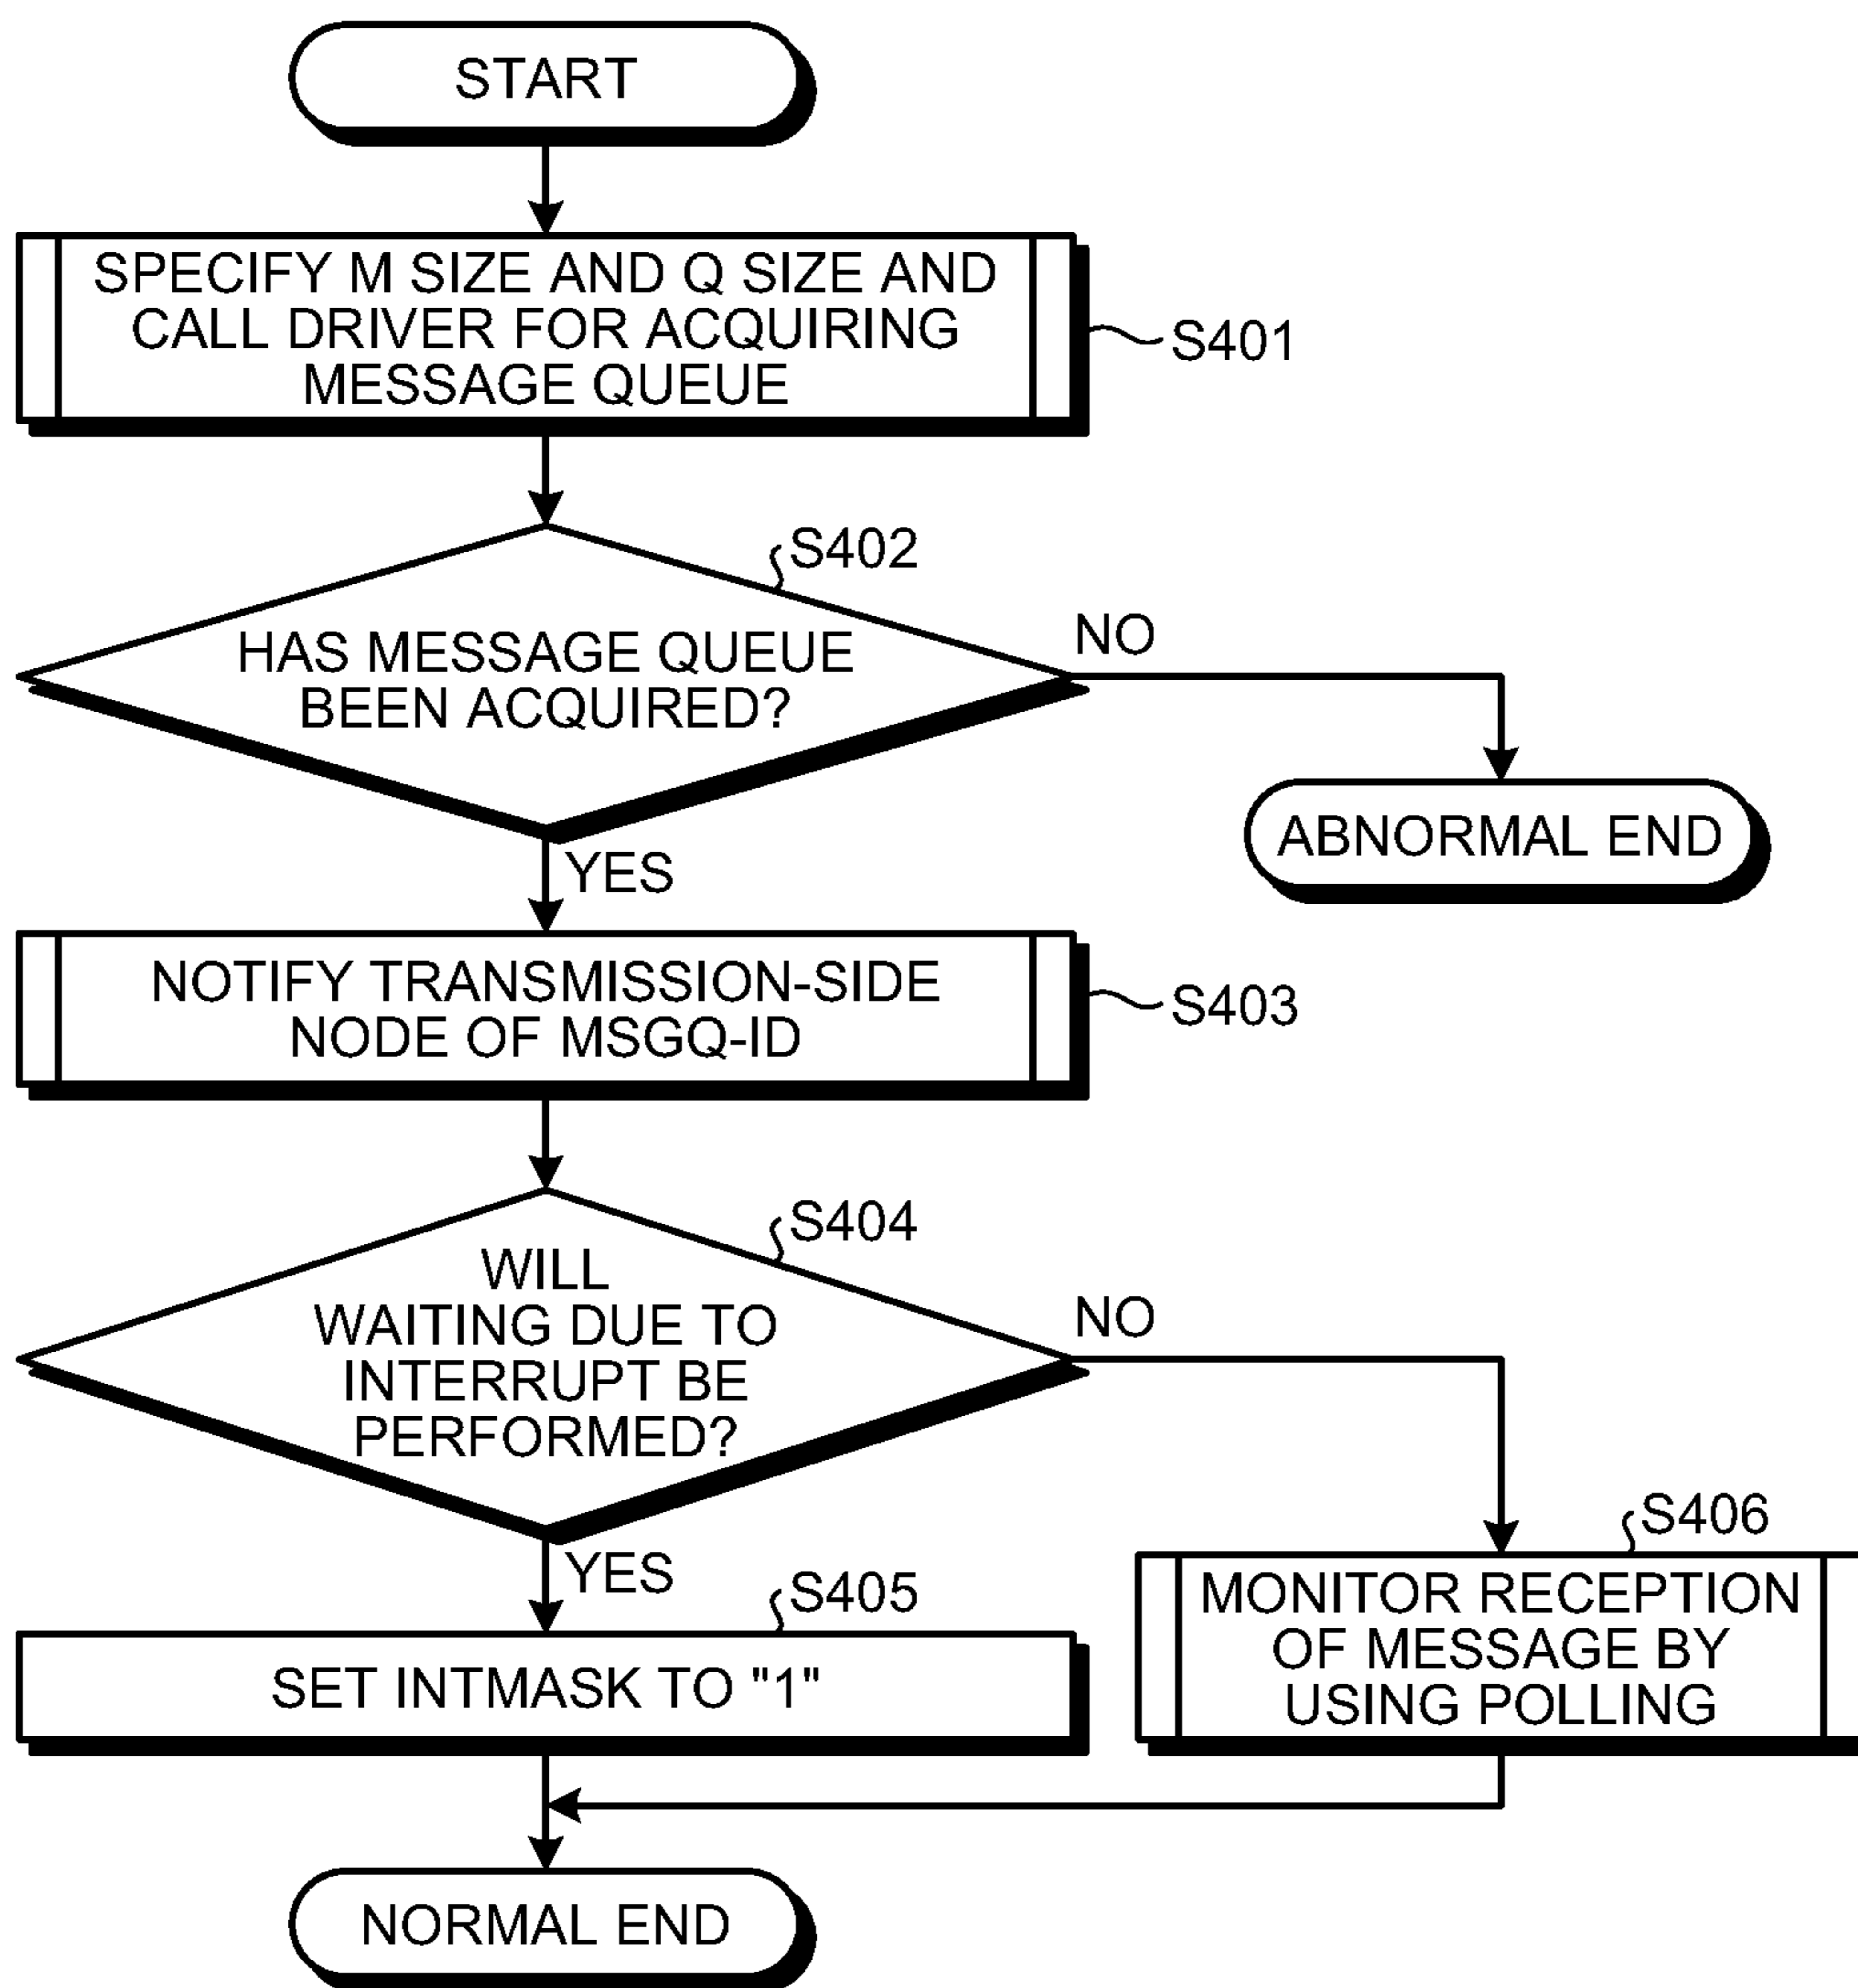 START
SPECIFY M SIZE AND Q SIZE AND
CALL DRIVER FOR ACQUIRING
MESSAGE QUEUE
S401
S402
HAS MESSAGE QUEUE
BEEN ACQUIRED?
NO
ABNORMAL END
YES
NOTIFY TRANSMISSION-SIDE
NODE OF MSGQ-ID
S403
S404
WILL
WAITING DUE TO
INTERRUPT BE
PERFORMED?
NO
YES
S405
SET INTMASK TO "1"
S406
MONITOR RECEPTION
OF MESSAGE BY
USING POLLING
NORMAL END